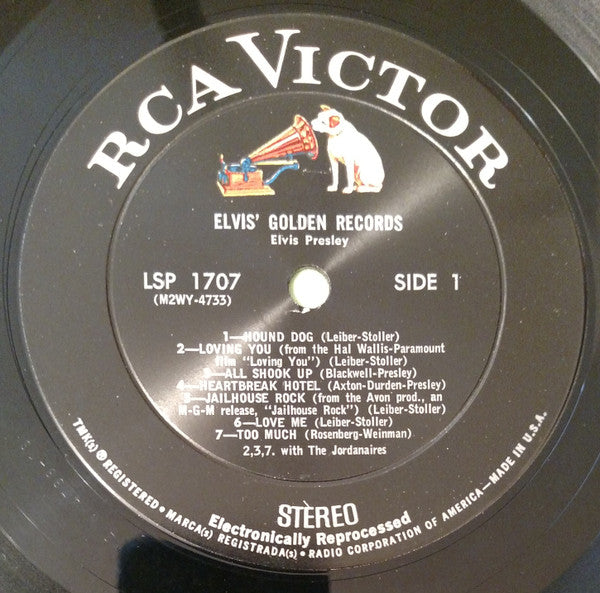 RCA VICTOR
ELVIS' GOLDEN RECORDS
Elvis Presley
LSP 1707
(M2WY-4733)
SIDE 1
1—HOUND DOG (Leiber-Stoller)
2—LOVING YOU (from the Hal Wallis-Paramount
film "Loving You") (Leiber-Stoller)
3—ALL SHOOK UP (Blackwell-Presley)
4—HEARTBREAK HOTEL (Axton-Durden-Presley)
5—JAILHOUSE ROCK (from the Avon prod., an
M-G-M release, "Jailhouse Rock") (Leiber-Stoller)
6—LOVE ME (Leiber-Stoller)
7—TOO MUCH (Rosenberg-Weinman)
2,3,7. with The Jordanaires
STEREO
Electronically Reprocessed
TMK(s) ® REGISTERED • MARCA(s) REGISTRADA(s) • RADIO CORPORATION OF AMERICA—MADE IN U.S.A.